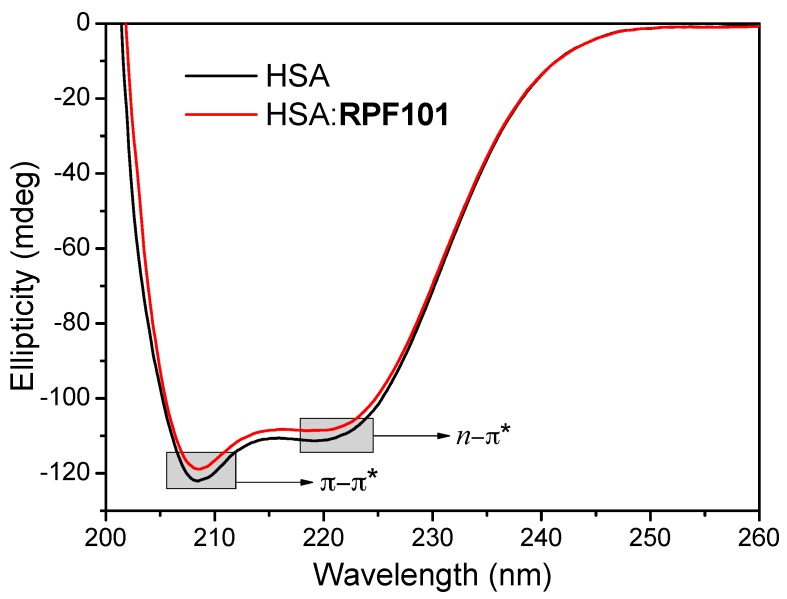 0
-20
-40
-60
-80
-100
-120
Ellipticity (mdeg)
HSA
HSA:RPF101
n–π*
π–π*
200 210 220 230 240 250 260
Wavelength (nm)